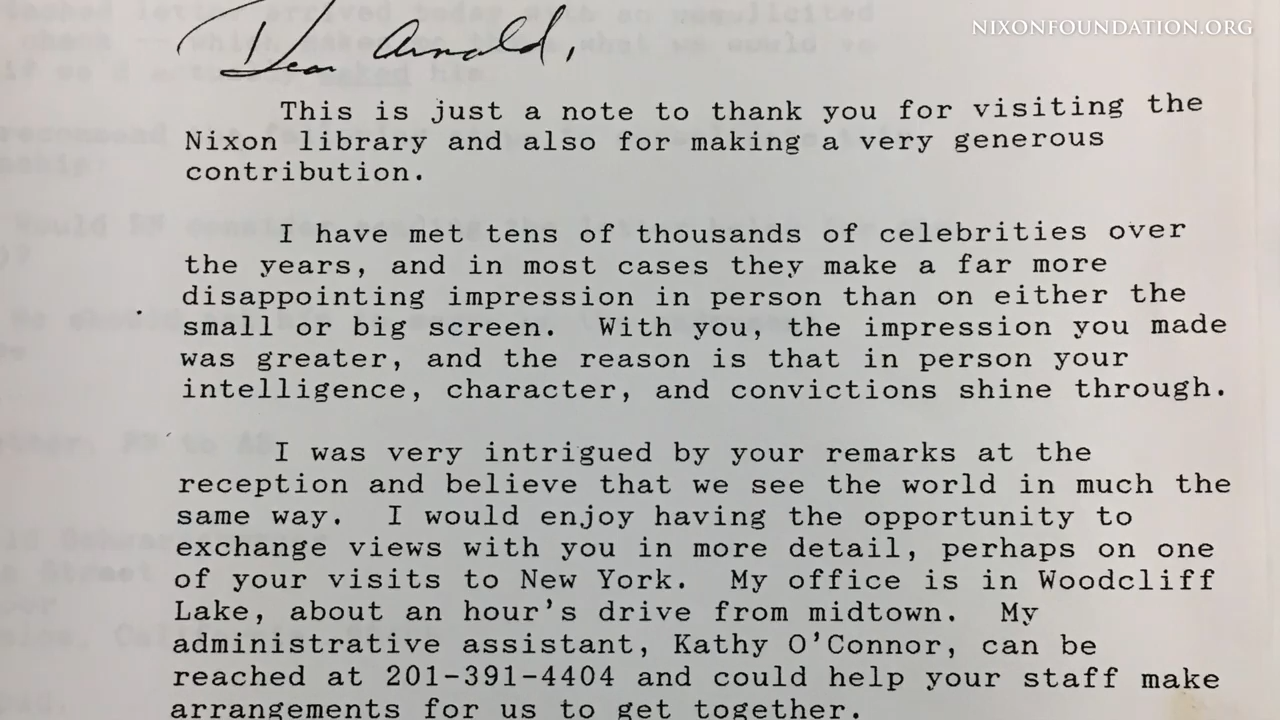 NIXONFOUNDATION.ORG
Dear Arnold,
This is just a note to thank you for visiting the
Nixon library and also for making a very generous
contribution.
I have met tens of thousands of celebrities over
the years, and in most cases they make a far more
disappointing impression in person than on either the
small or big screen. With you, the impression you made
was greater, and the reason is that in person your
intelligence, character, and convictions shine through.
I was very intrigued by your remarks at the
reception and believe that we see the world in much the
same way. I would enjoy having the opportunity to
exchange views with you in more detail, perhaps on one
of your visits to New York. My office is in Woodcliff
Lake, about an hour's drive from midtown. My
administrative assistant, Kathy O'Connor, can be
reached at 201-391-4404 and could help your staff make
arrangements for us to get together.